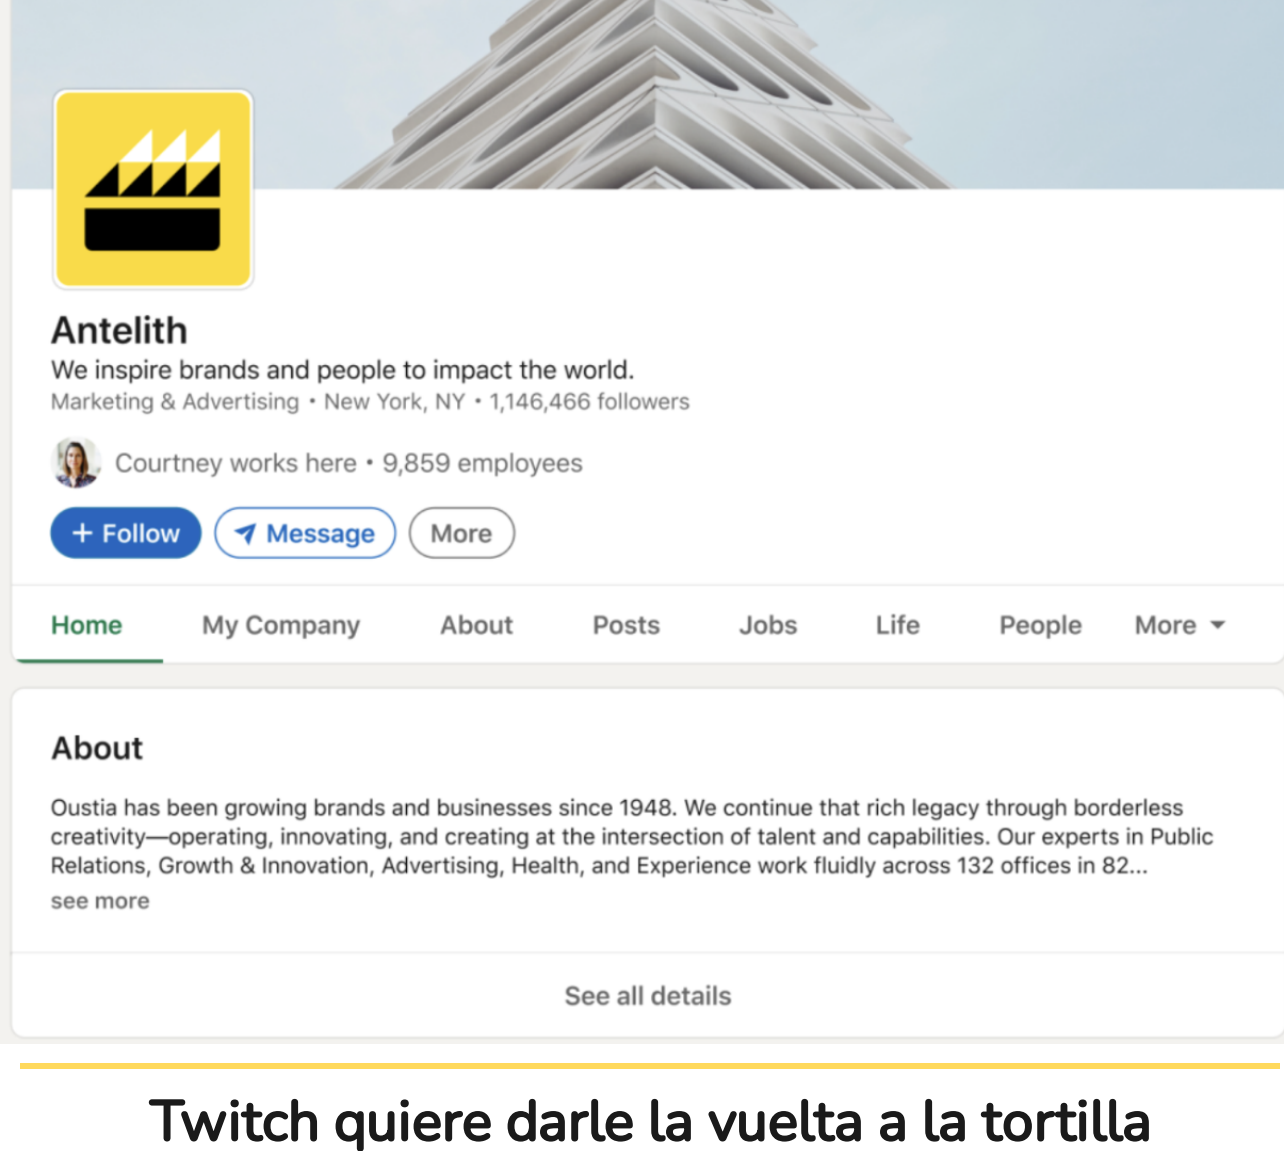 Antelith
We inspire brands and people to impact the world.
Marketing & Advertising • New York, NY • 1,146,466 followers
Courtney works here • 9,859 employees
+ Follow
Message
More
Home My Company About Posts Jobs Life People More
About
Oustia has been growing brands and businesses since 1948. We continue that rich legacy through borderless
creativity—operating, innovating, and creating at the intersection of talent and capabilities. Our experts in Public
Relations, Growth & Innovation, Advertising, Health, and Experience work fluidly across 132 offices in 82...
see more
See all details
Twitch quiere darle la vuelta a la tortilla